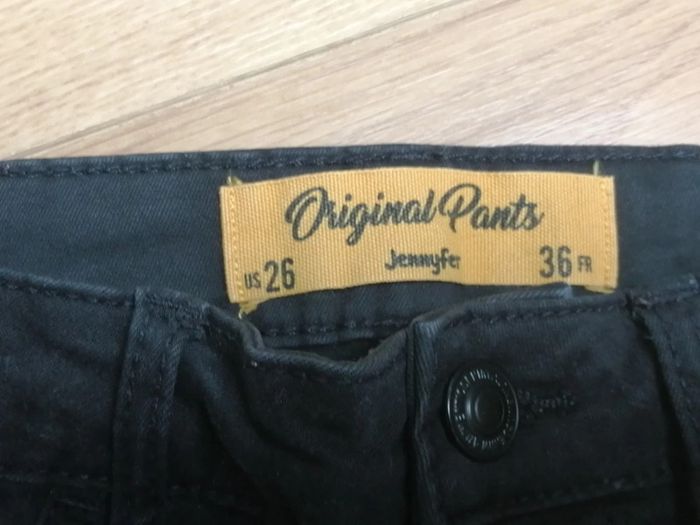 Original Pants
Jennyfer
US 26
36 FR